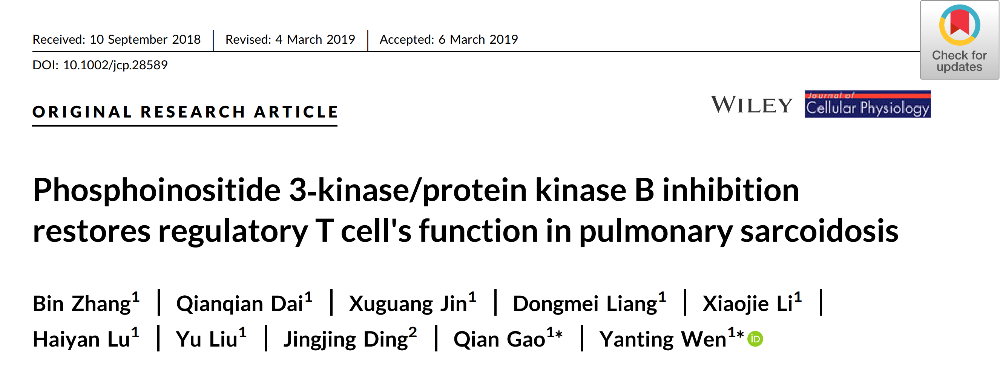 Received: 10 September 2018 | Revised: 4 March 2019 | Accepted: 6 March 2019
Check for
updates
DOI: 10.1002/jcp.28589
ORIGINAL RESEARCH ARTICLE
WILEY
Journal of
Cellular Physiology
Phosphoinositide 3‐kinase/protein kinase B inhibition
restores regulatory T cell's function in pulmonary sarcoidosis
Bin Zhang¹ | Qianqian Dai¹ | Xuguang Jin¹ | Dongmei Liang¹ | Xiaojie Li¹ |
Haiyan Lu¹ | Yu Liu¹ | Jingjing Ding² | Qian Gao¹* | Yanting Wen¹* iD